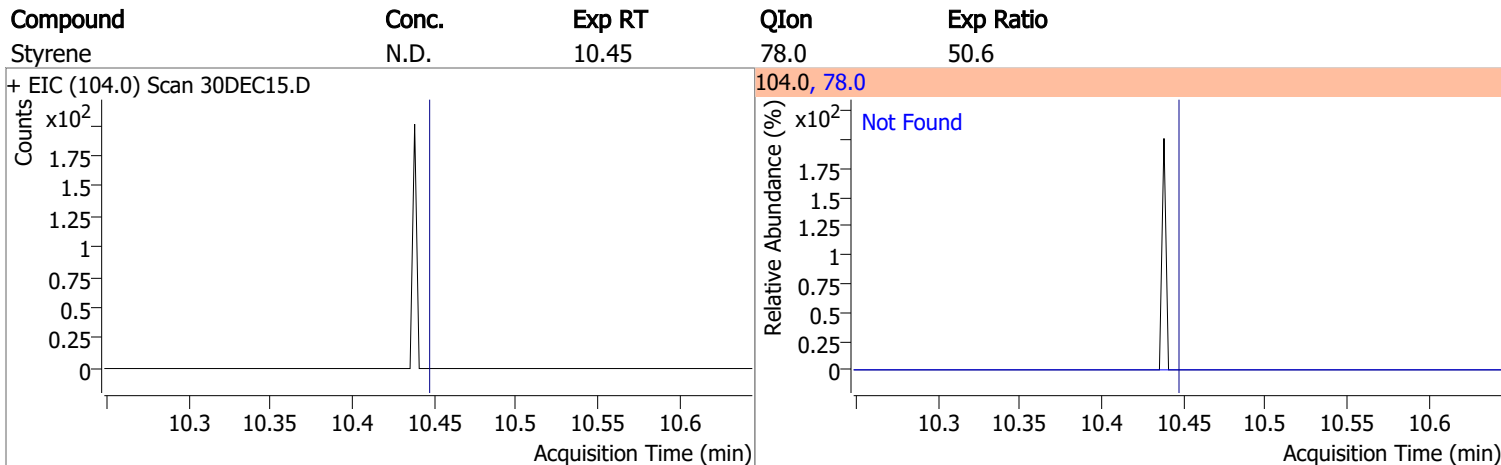 Compound Conc. Exp RT QIon Exp Ratio
Styrene N.D. 10.45 78.0 50.6
+ EIC (104.0) Scan 30DEC15.D
Counts
x10²
1.75
1.5
1.25
1
0.75
0.5
0.25
0
10.3 10.35 10.4 10.45 10.5 10.55 10.6
Acquisition Time (min)
104.0, 78.0
Relative Abundance (%)
x10²
Not Found
1.75
1.5
1.25
1
0.75
0.5
0.25
0
10.3 10.35 10.4 10.45 10.5 10.55 10.6
Acquisition Time (min)